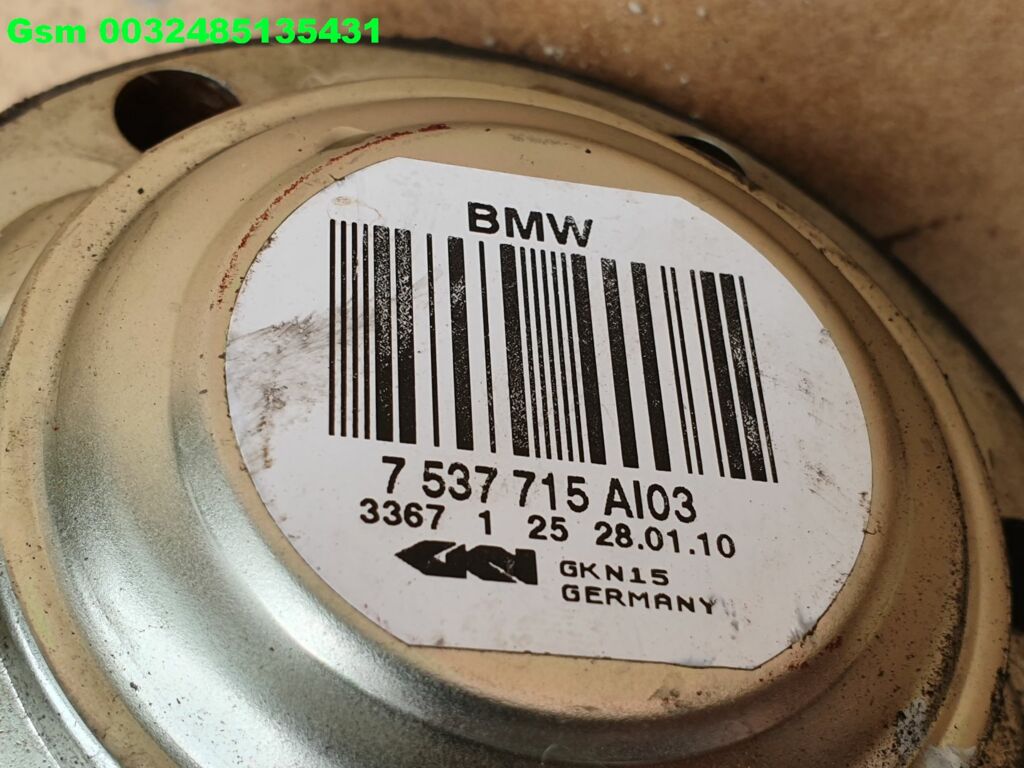 Gsm 0032485135431
BMW
7 537 715 AI03
3367 1 25 28.01.10
GKN GKN15
GERMANY